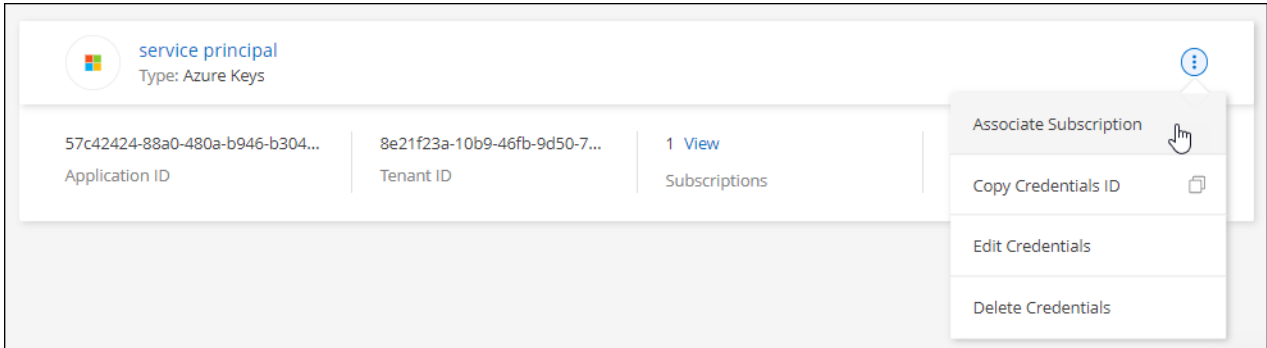 service principal
Type: Azure Keys
57c42424-88a0-480a-b946-b304...
Application ID
8e21f23a-10b9-46fb-9d50-7...
Tenant ID
1 View
Subscriptions
Associate Subscription
Copy Credentials ID
Edit Credentials
Delete Credentials